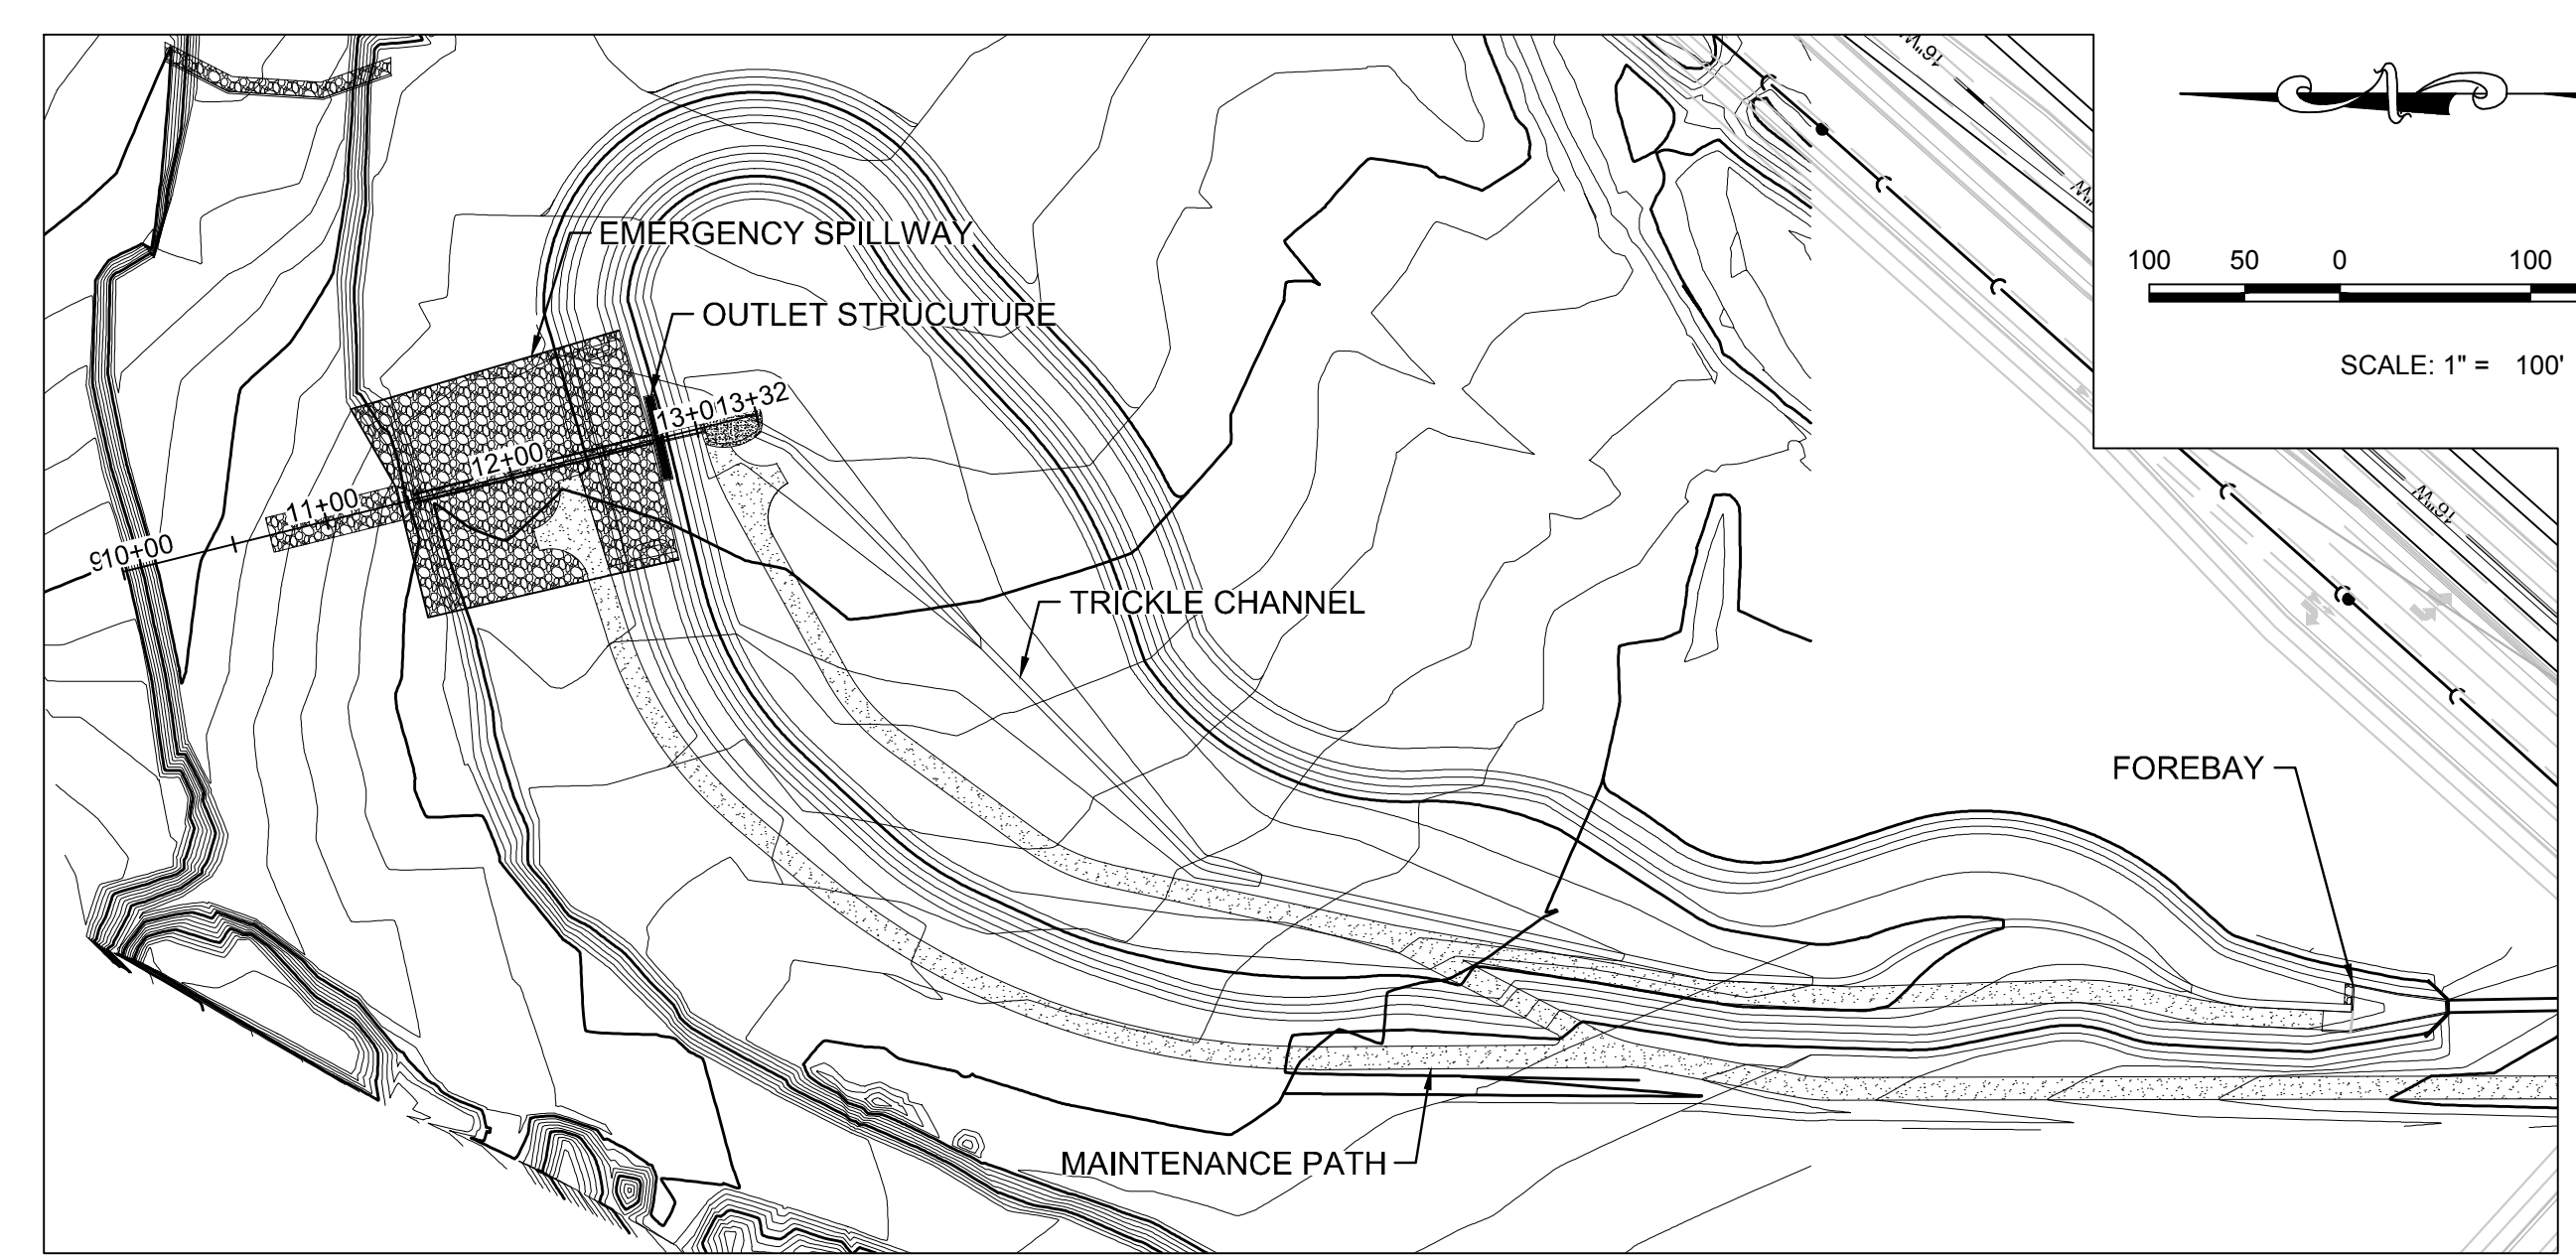 16"W
W
N
100 50 0 100
SCALE: 1" = 100'
EMERGENCY SPILLWAY
OUTLET STRUCUTURE
13+0 13+32
12+00
11+00
9 10+00
16"W
TRICKLE CHANNEL
FOREBAY
MAINTENANCE PATH